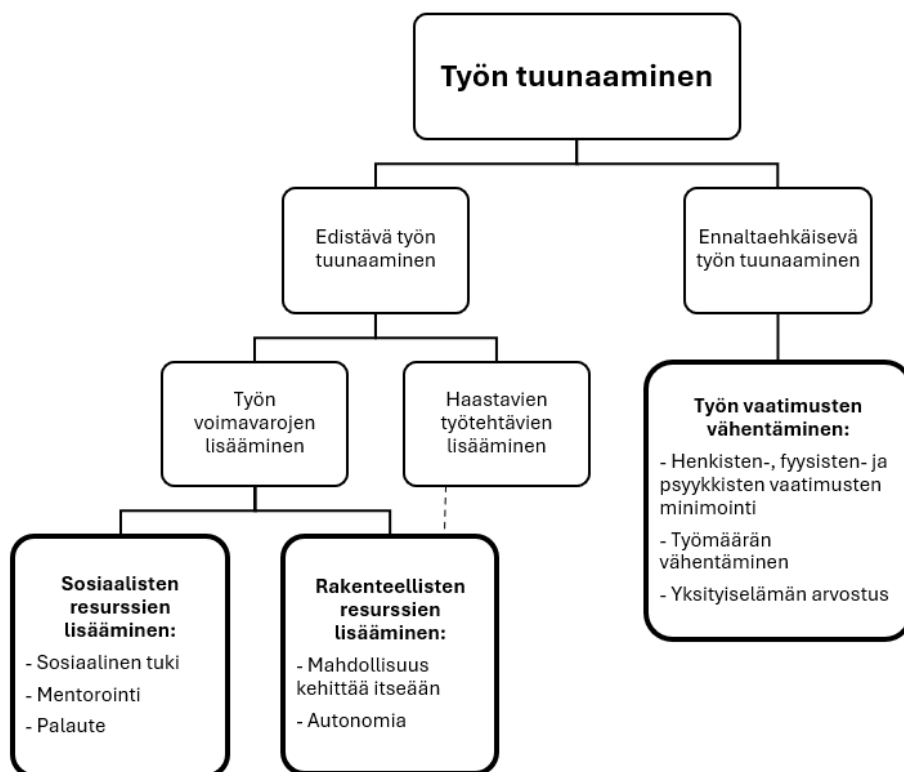 Työn tuunaaminen
Edistävä työn
tuunaaminen
Ennaltaehkäisevä
työn tuunaaminen
Työn
voimavarojen
lisääminen
Haastavien
työtehtävien
lisääminen
Työn vaatimusten
vähentäminen:
- Henkisten-, fyysisten- ja
psyykkisten vaatimusten
minimointi
- Työmäärän
vähentäminen
- Yksityiselämän arvostus
Sosiaalisten
resurssien
lisääminen:
- Sosiaalinen tuki
- Mentorointi
- Palaute
Rakenteellisten
resurssien
lisääminen:
- Mahdollisuus
kehittää itseään
- Autonomia